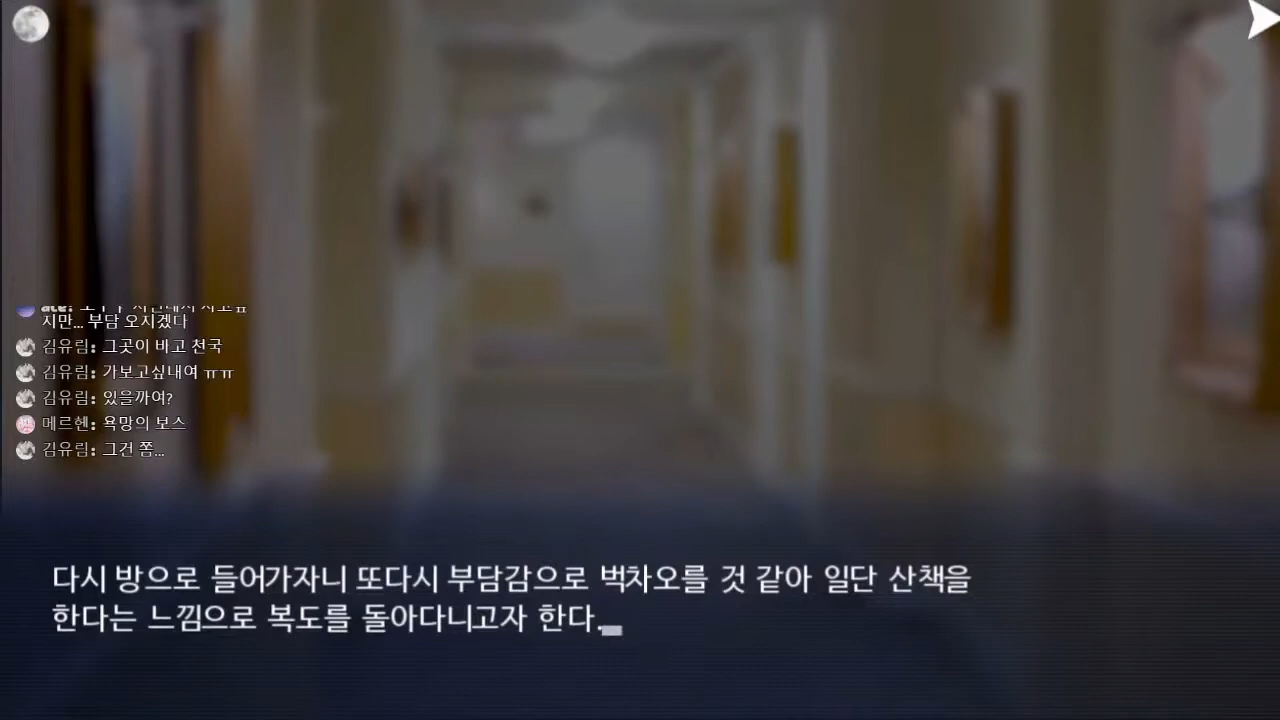 지만... 부담 오지겠다
김유림: 그곳이 바고 천국
김유림: 가보고싶내여 ㅠㅠ
김유림: 있을까여?
메르헨: 욕망의 보스
김유림: 그건 쫌...
다시 방으로 들어가자니 또다시 부담감으로 벅차오를 것 같아 일단 산책을
한다는 느낌으로 복도를 돌아다니고자 한다.